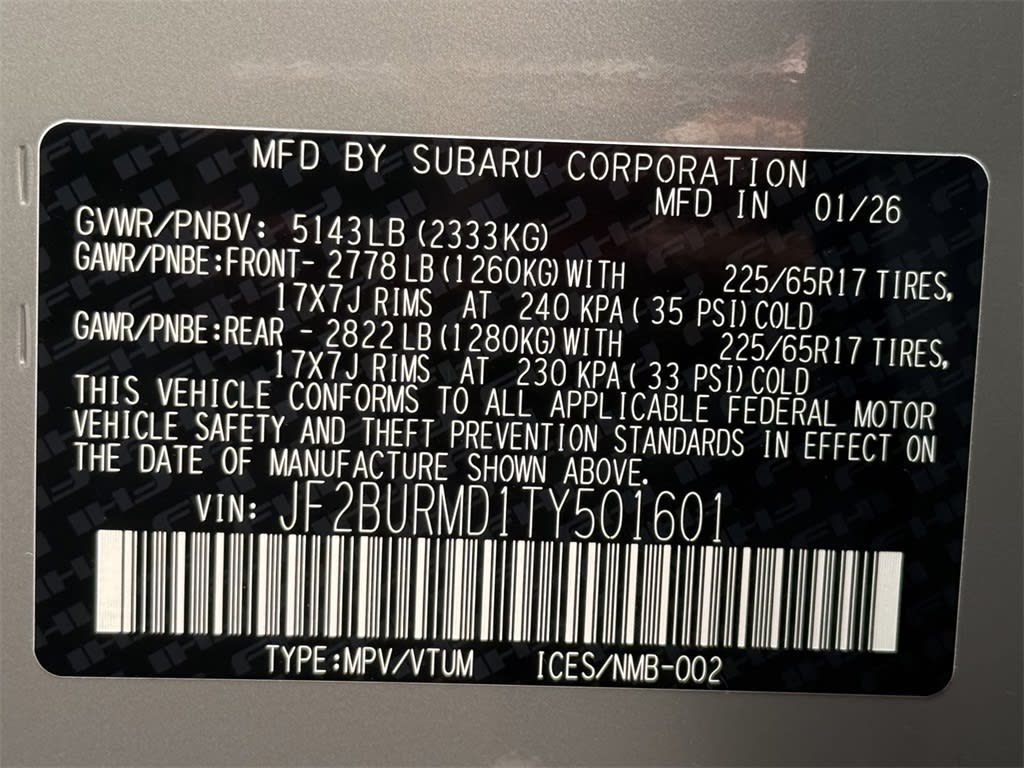 MFD BY SUBARU CORPORATION
MFD IN 01/26
GVWR/PNBV: 5143LB (2333KG)
GAWR/PNBE:FRONT- 2778 LB (1260KG) WITH 225/65R17 TIRES,
17X7J RIMS AT 240 KPA ( 35 PSI) COLD
GAWR/PNBE:REAR - 2822 LB (1280KG) WITH 225/65R17 TIRES,
17X7J RIMS AT 230 KPA ( 33 PSI) COLD
THIS VEHICLE CONFORMS TO ALL APPLICABLE FEDERAL MOTOR
VEHICLE SAFETY AND THEFT PREVENTION STANDARDS IN EFFECT ON
THE DATE OF MANUFACTURE SHOWN ABOVE.
VIN: JF2BURMD1TY501601
TYPE:MPV/VTUM ICES/NMB-002